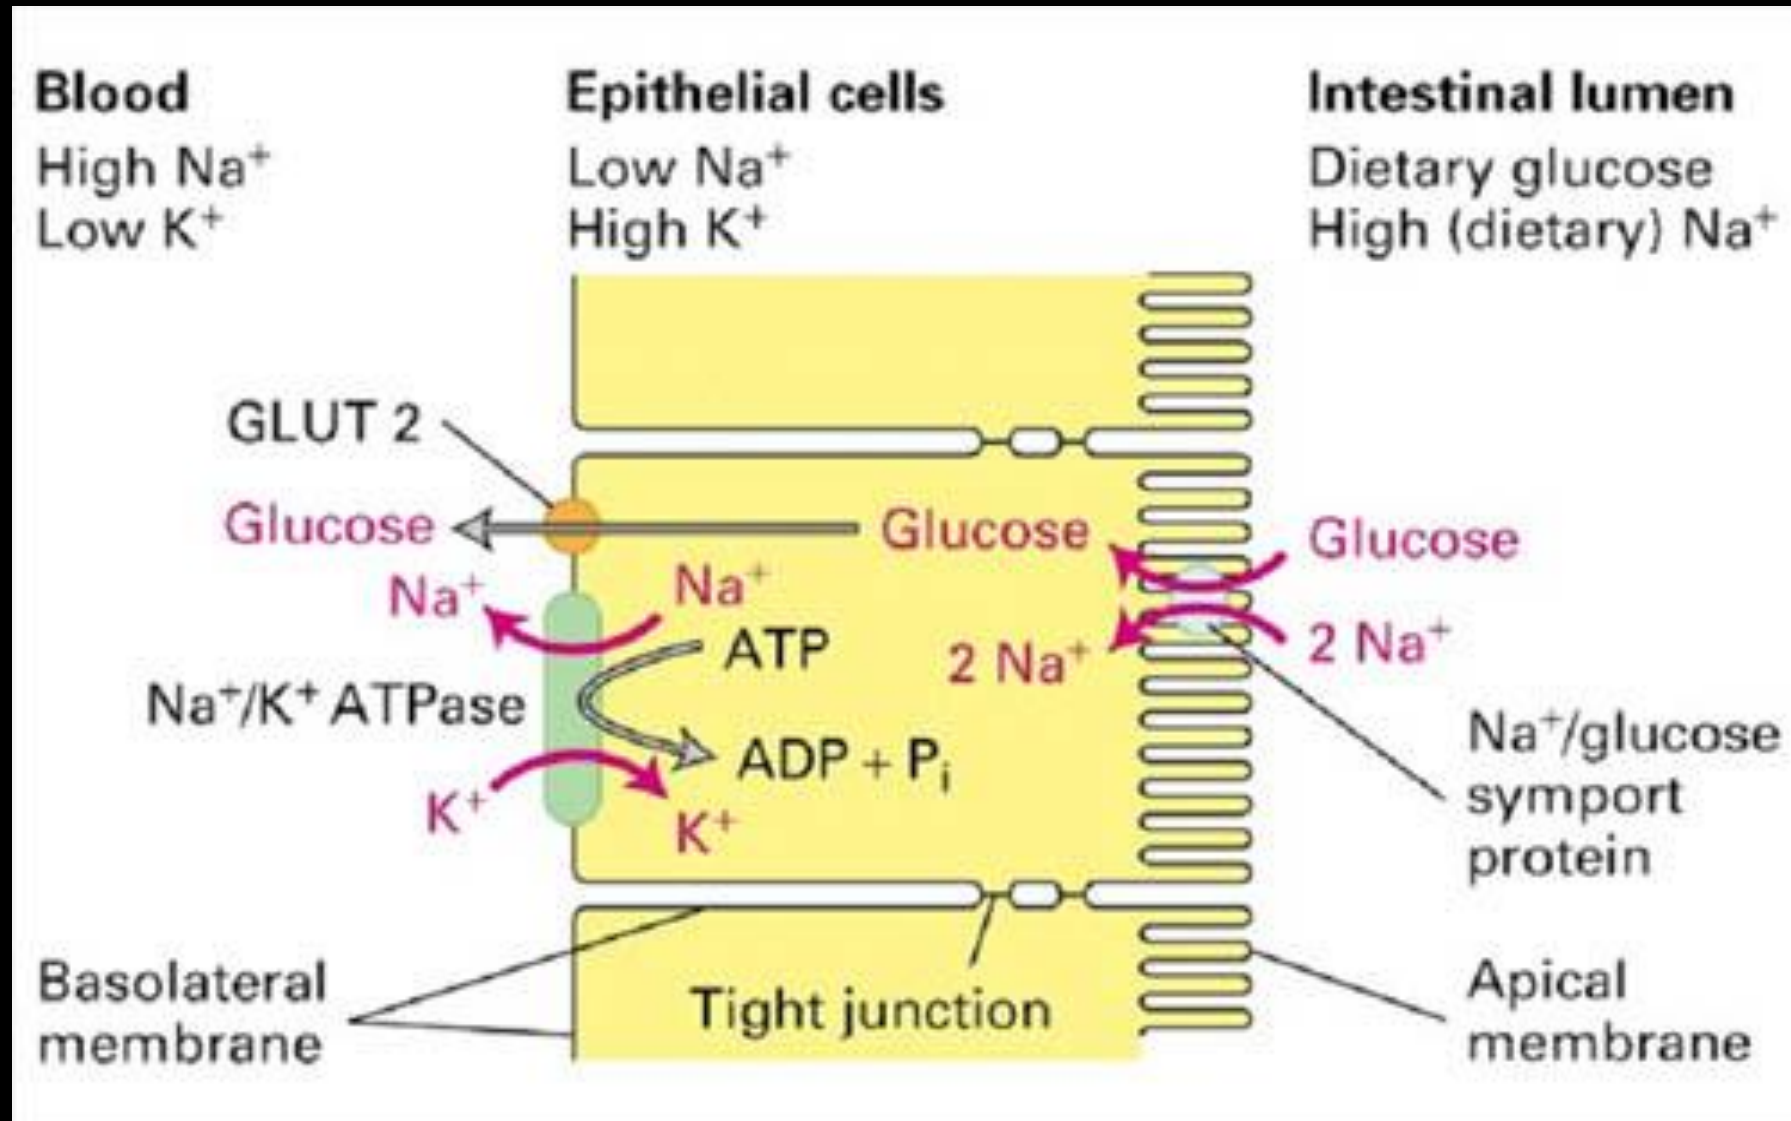 Blood
High Na⁺
Low K⁺
Epithelial cells
Low Na⁺
High K⁺
Intestinal lumen
Dietary glucose
High (dietary) Na⁺
GLUT 2
Glucose
Glucose
Glucose
Na⁺
Na⁺
ATP
2 Na⁺
2 Na⁺
Na⁺/K⁺ ATPase
ADP + Pᵢ
K⁺
K⁺
Na⁺/glucose
symport
protein
Basolateral
membrane
Tight junction
Apical
membrane